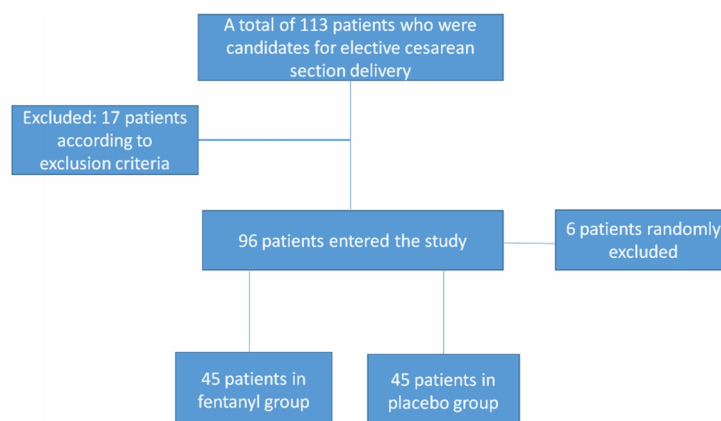 A total of 113 patients who were
candidates for elective cesarean
section delivery
Excluded: 17 patients
according to
exclusion criteria
96 patients entered the study
6 patients randomly
excluded
45 patients in
fentanyl group
45 patients in
placebo group